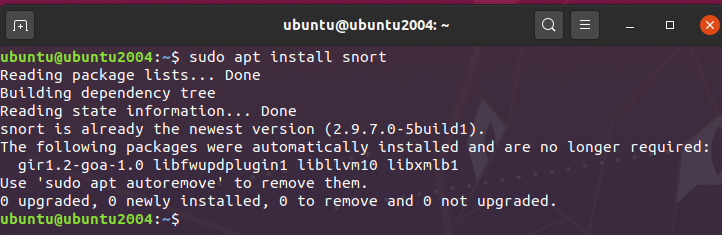 ubuntu@ubuntu2004: ~
ubuntu@ubuntu2004:~$ sudo apt install snort
Reading package lists... Done
Building dependency tree
Reading state information... Done
snort is already the newest version (2.9.7.0-5build1).
The following packages were automatically installed and are no longer required:
  gir1.2-goa-1.0 libfwupdplugin1 libllvm10 libxmlb1
Use 'sudo apt autoremove' to remove them.
0 upgraded, 0 newly installed, 0 to remove and 0 not upgraded.
ubuntu@ubuntu2004:~$